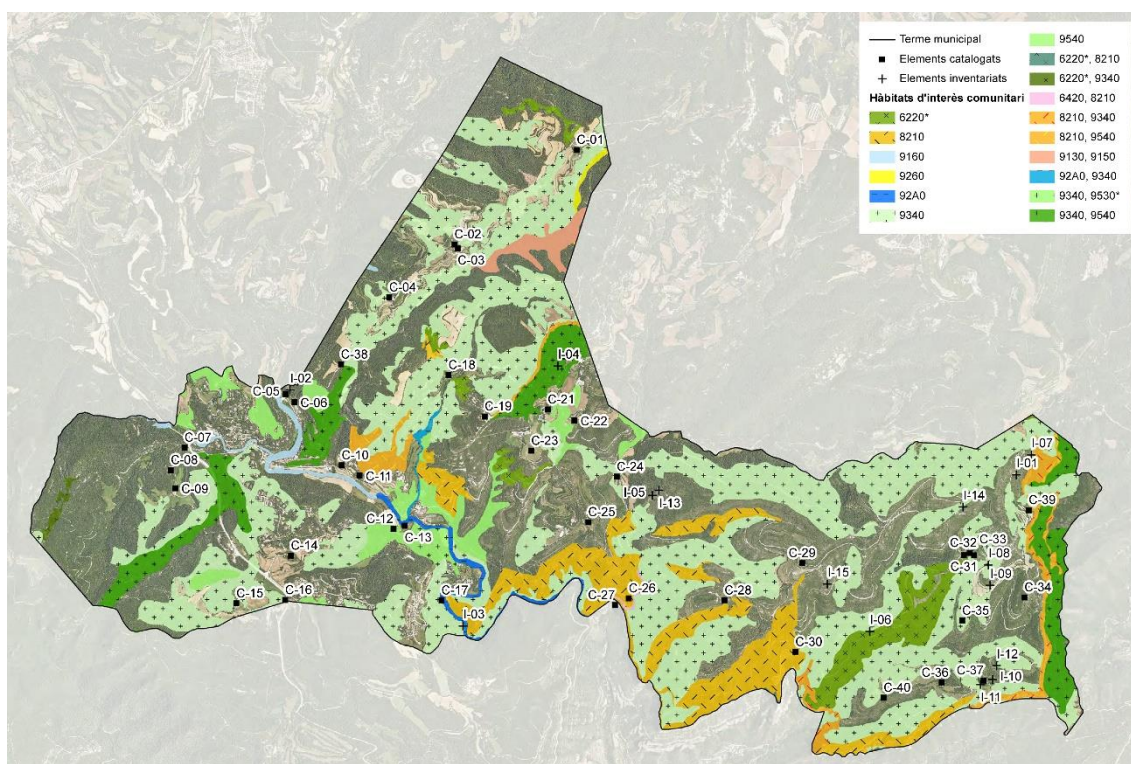 Terme municipal
Elements catalogats
Elements inventariats
Hàbitats d'interès comunitari
6220*
8210
9160
9260
92A0
9340
9540
6220*, 8210
6220*, 9340
6420, 8210
8210, 9340
8210, 9540
9130, 9150
92A0, 9340
9340, 9530*
9340, 9540
C-01
C-02
C-03
C-04
C-38
I-04
C-18
I-02
C-05
C-06
C-21
C-19
C-22
C-07
C-23
I-07
C-08
C-10
C-24
I-01
C-11
C-09
I-05
I-13
I-14
C-39
C-12
C-25
C-13
C-32
C-33
C-14
C-29
I-08
C-31
I-15
I-09
C-34
C-15
C-16
C-17
C-27
C-26
C-28
I-03
C-35
I-06
C-30
I-12
C-36
C-37
I-10
C-40
I-11